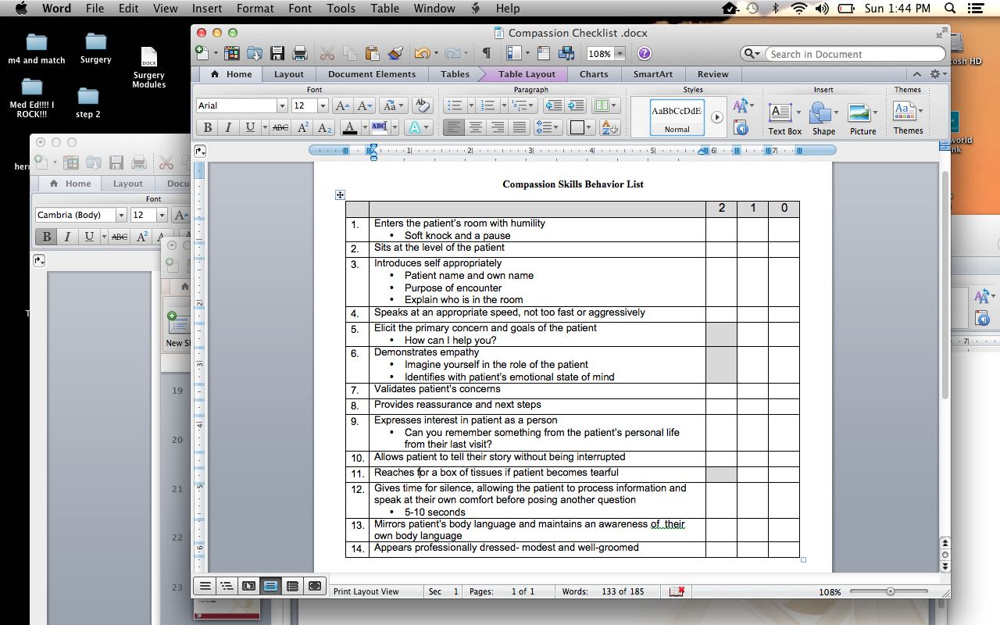 Word File Edit View Insert Format Font Tools Table Window Help Sun 1:44 PM
m4 and match
Surgery
DOCX
Surgery
Modules
Med Ed!!!! I
ROCK!!!
step 2
Compassion Checklist .docx
108%
Search in Document
Home Layout Document Elements Tables Table Layout Charts SmartArt Review
Font Paragraph Styles Insert Themes
Arial 12 AaBbCcDdE Aa
B I U ABC A² A₂ A ABC A Normal Text Box Shape Picture Themes
Home Layout
Font
Cambria (Body) 12
B I U ABC A²
Compassion Skills Behavior List
2 1 0
1. Enters the patient's room with humility
• Soft knock and a pause
2. Sits at the level of the patient
3. Introduces self appropriately
• Patient name and own name
• Purpose of encounter
• Explain who is in the room
4. Speaks at an appropriate speed, not too fast or aggressively
5. Elicit the primary concern and goals of the patient
• How can I help you?
6. Demonstrates empathy
• Imagine yourself in the role of the patient
• Identifies with patient's emotional state of mind
7. Validates patient's concerns
8. Provides reassurance and next steps
9. Expresses interest in patient as a person
• Can you remember something from the patient's personal life
from their last visit?
10. Allows patient to tell their story without being interrupted
11. Reaches for a box of tissues if patient becomes tearful
12. Gives time for silence, allowing the patient to process information and
speak at their own comfort before posing another question
• 5-10 seconds
13. Mirrors patient's body language and maintains an awareness of their
own body language
14. Appears professionally dressed- modest and well-groomed
19
20
21
22
23
Print Layout View Sec 1 Pages: 1 of 1 Words: 133 of 185 108%